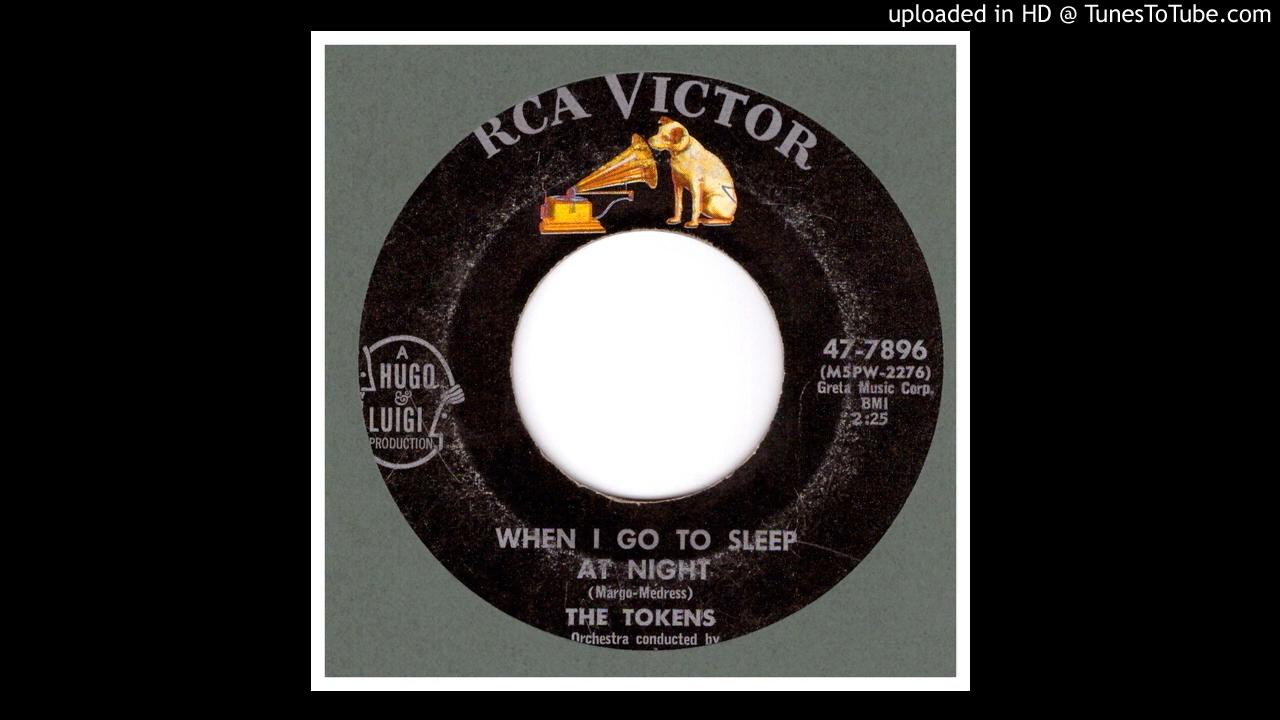 uploaded in HD @ TunesToTube.com
RCA VICTOR
A
HUGO
&
LUIGI
PRODUCTION
47-7896
(M5PW-2276)
Greta Music Corp.
BMI
2:25
WHEN I GO TO SLEEP
AT NIGHT
(Margo-Medress)
THE TOKENS
Orchestra conducted by